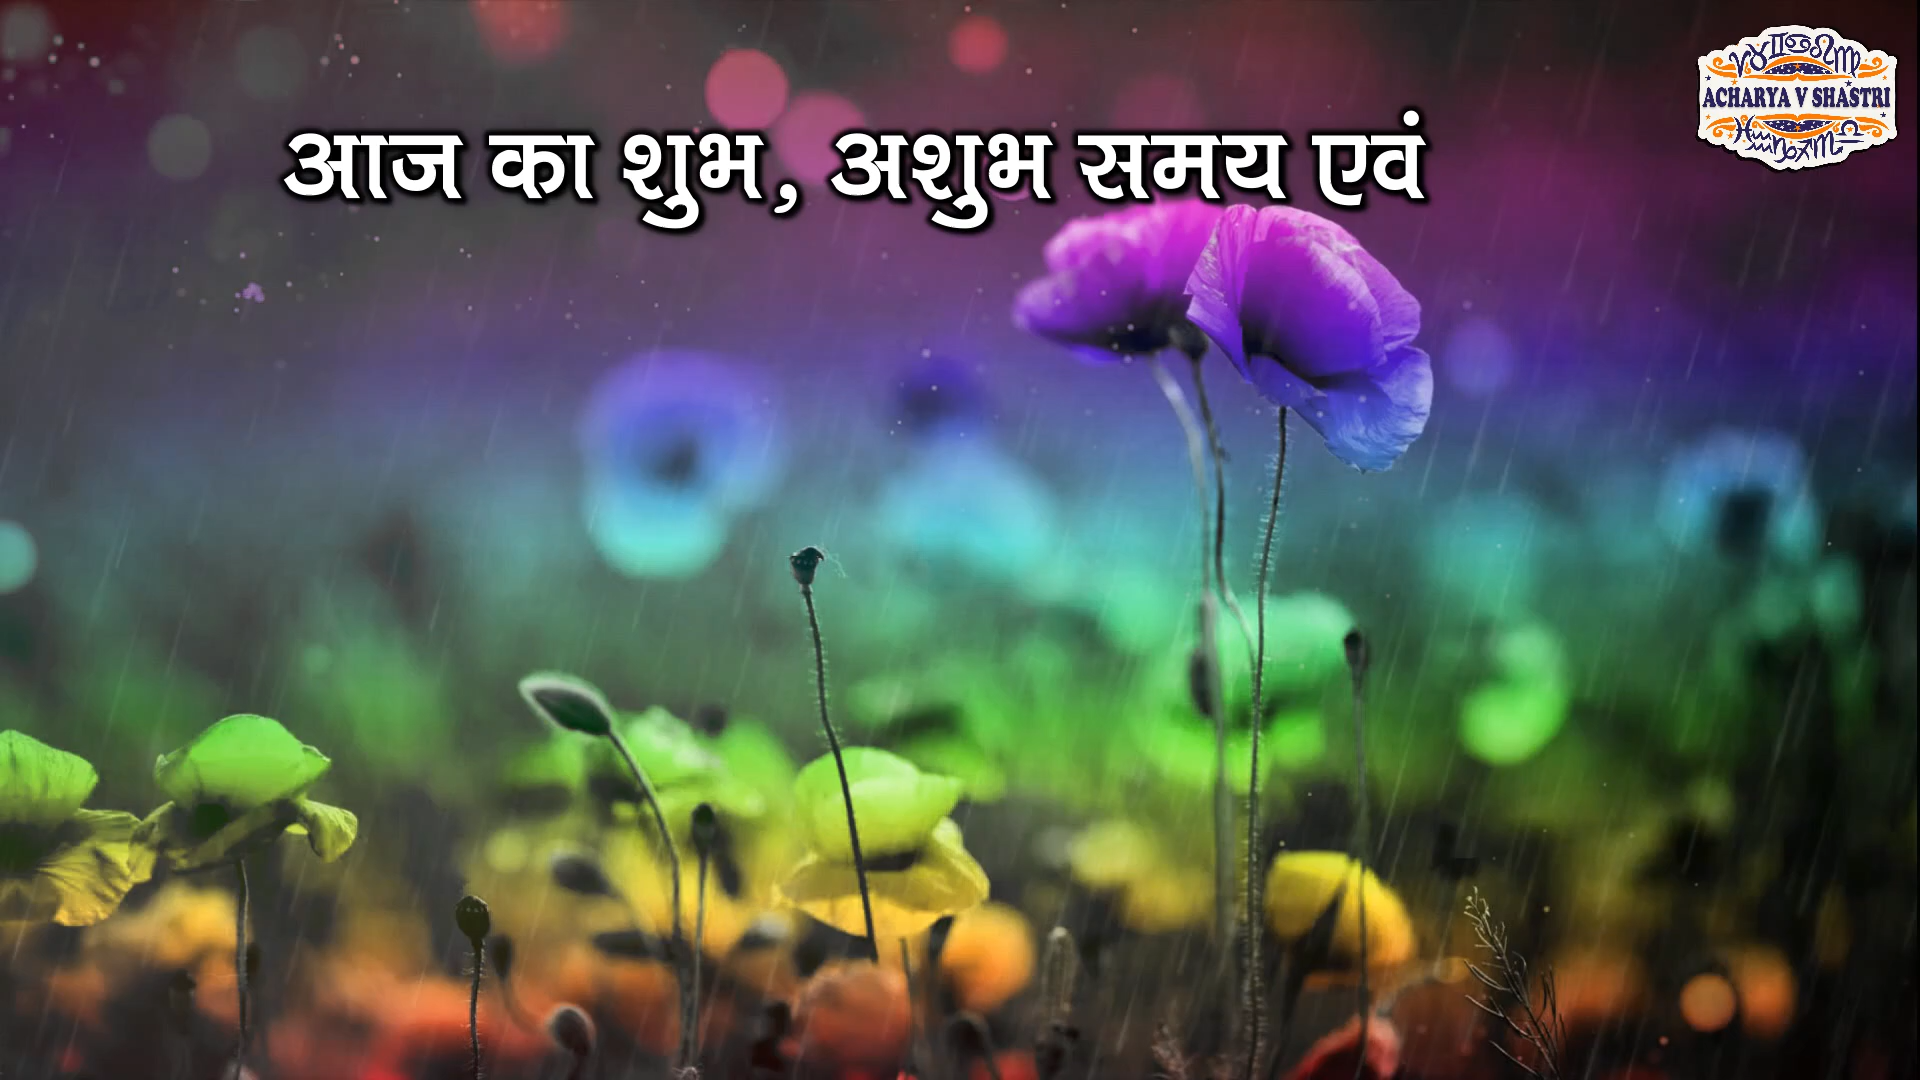 आज का शुभ, अशुभ समय एवं
ACHARYA V SHASTRI